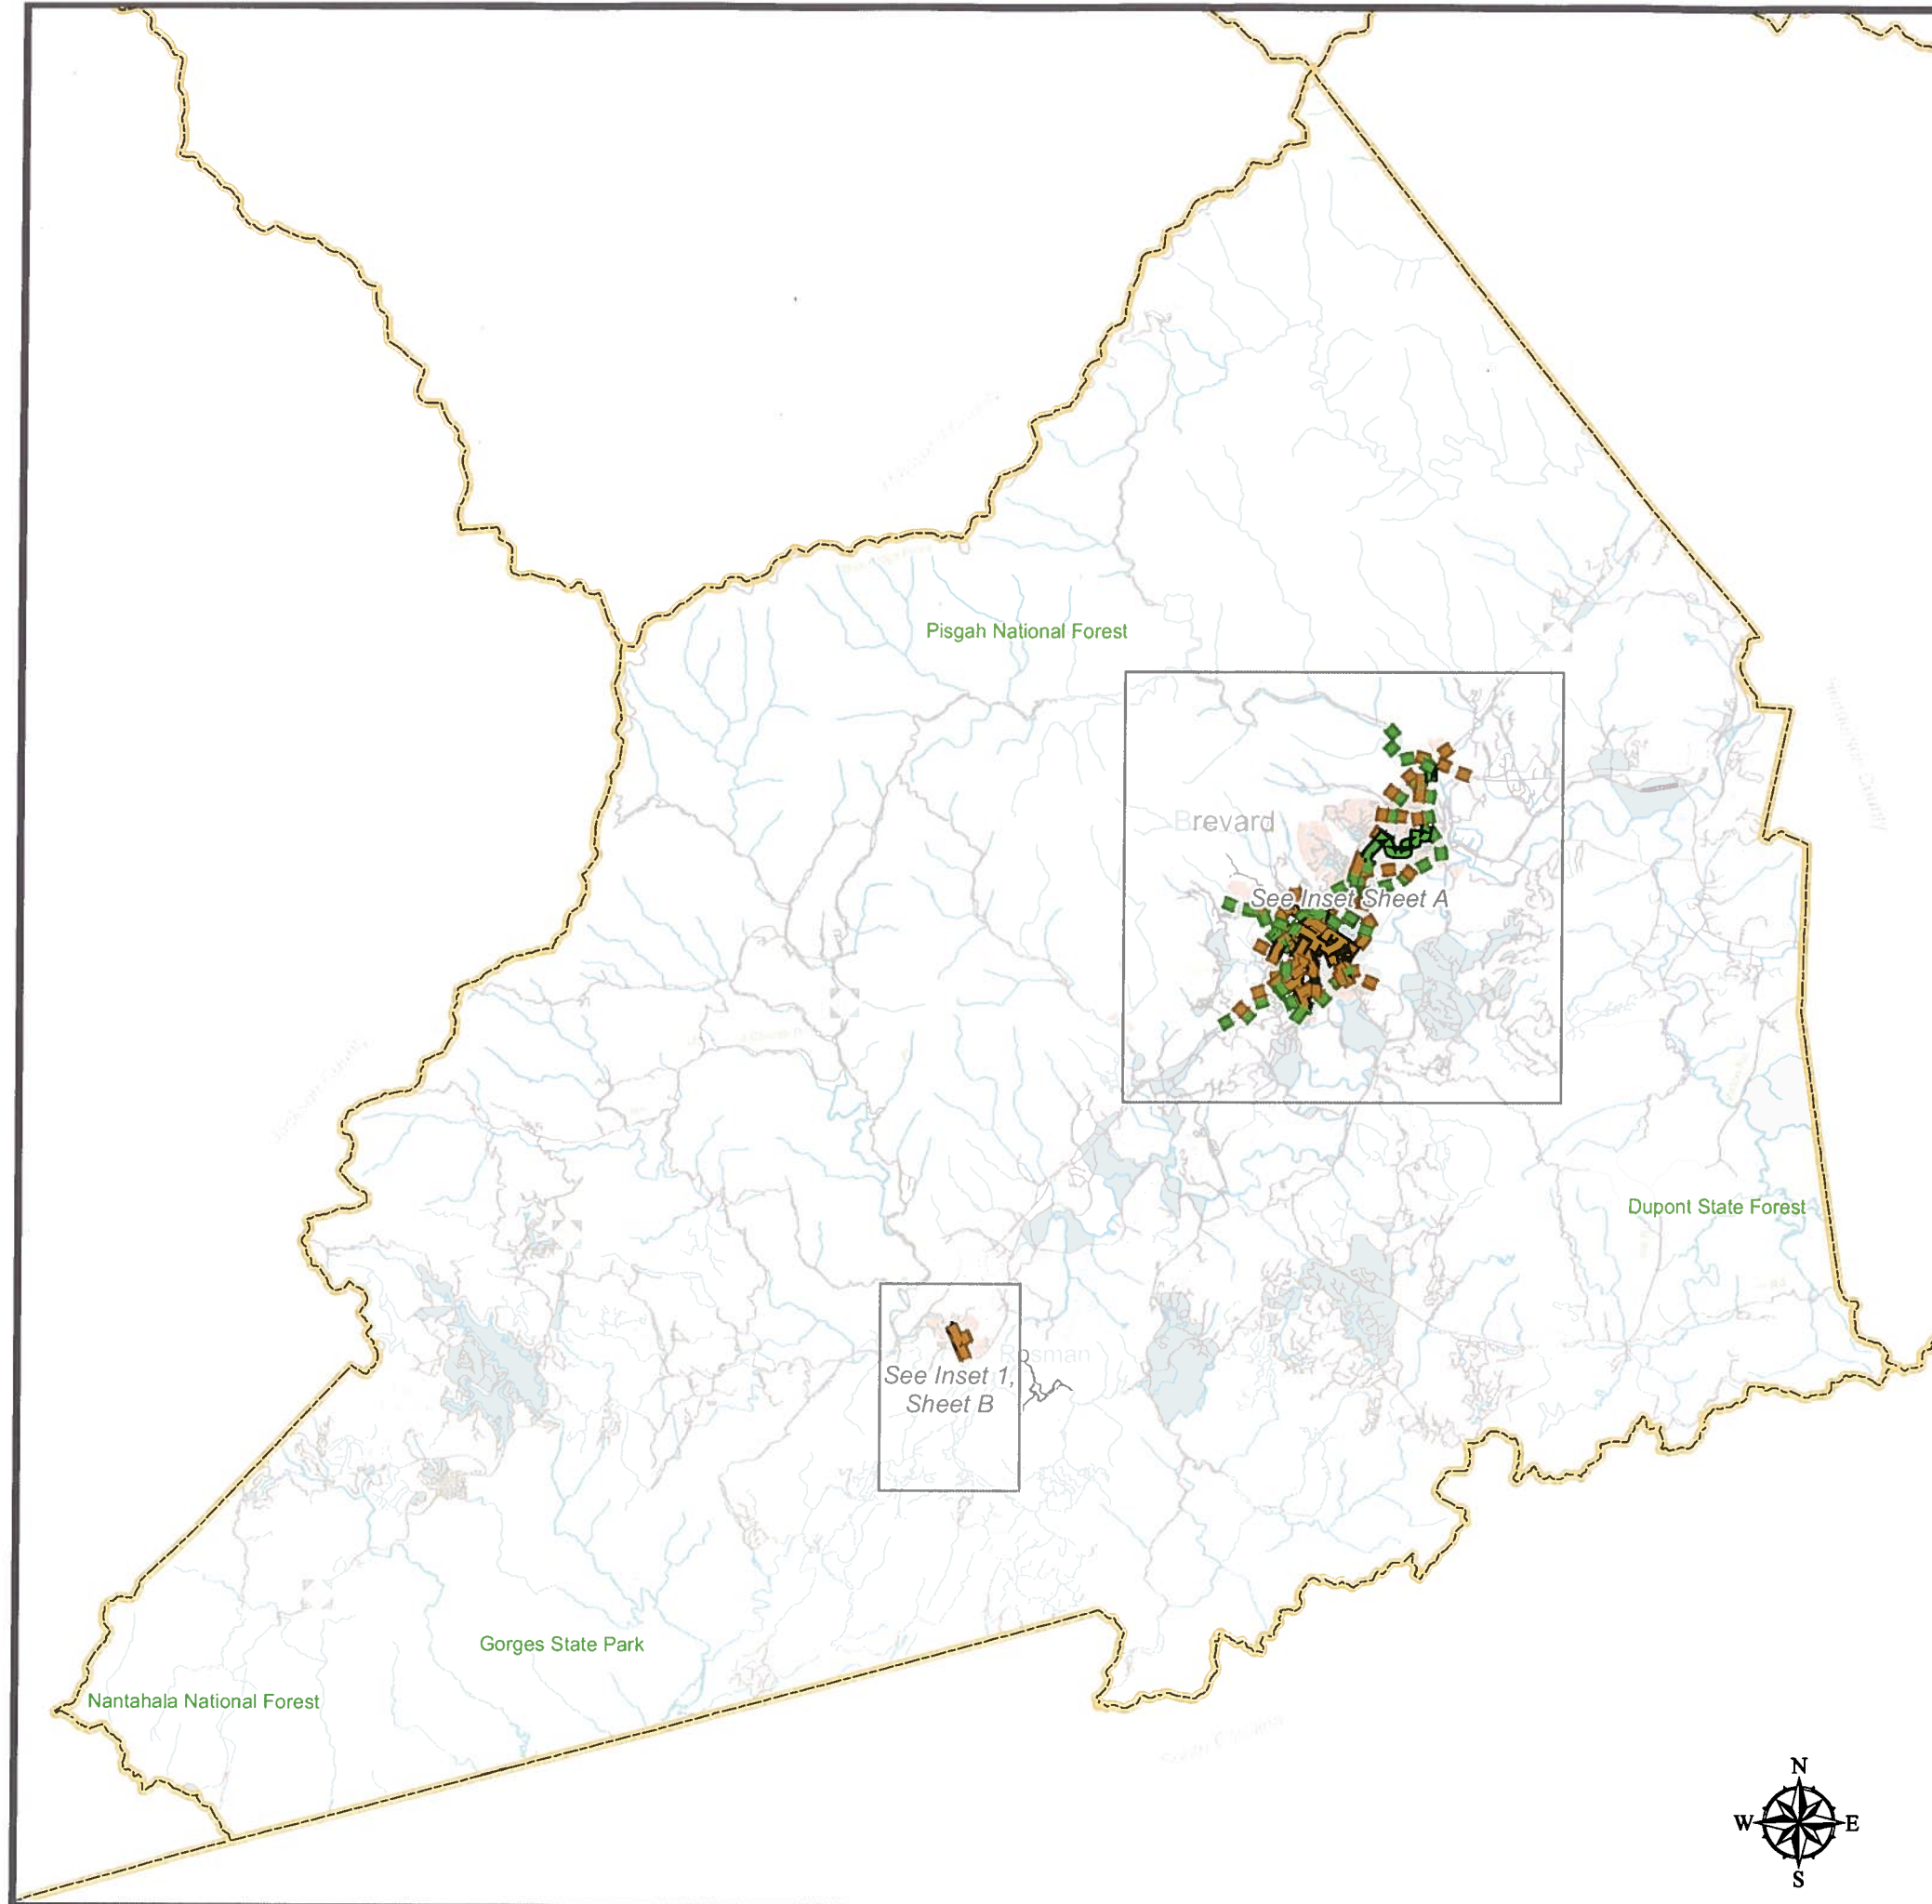 Pisgah National Forest
Brevard
See Inset Sheet A
Dupont State Forest
Rosman
See Inset 1,
Sheet B
Gorges State Park
Nantahala National Forest
N
W
E
S